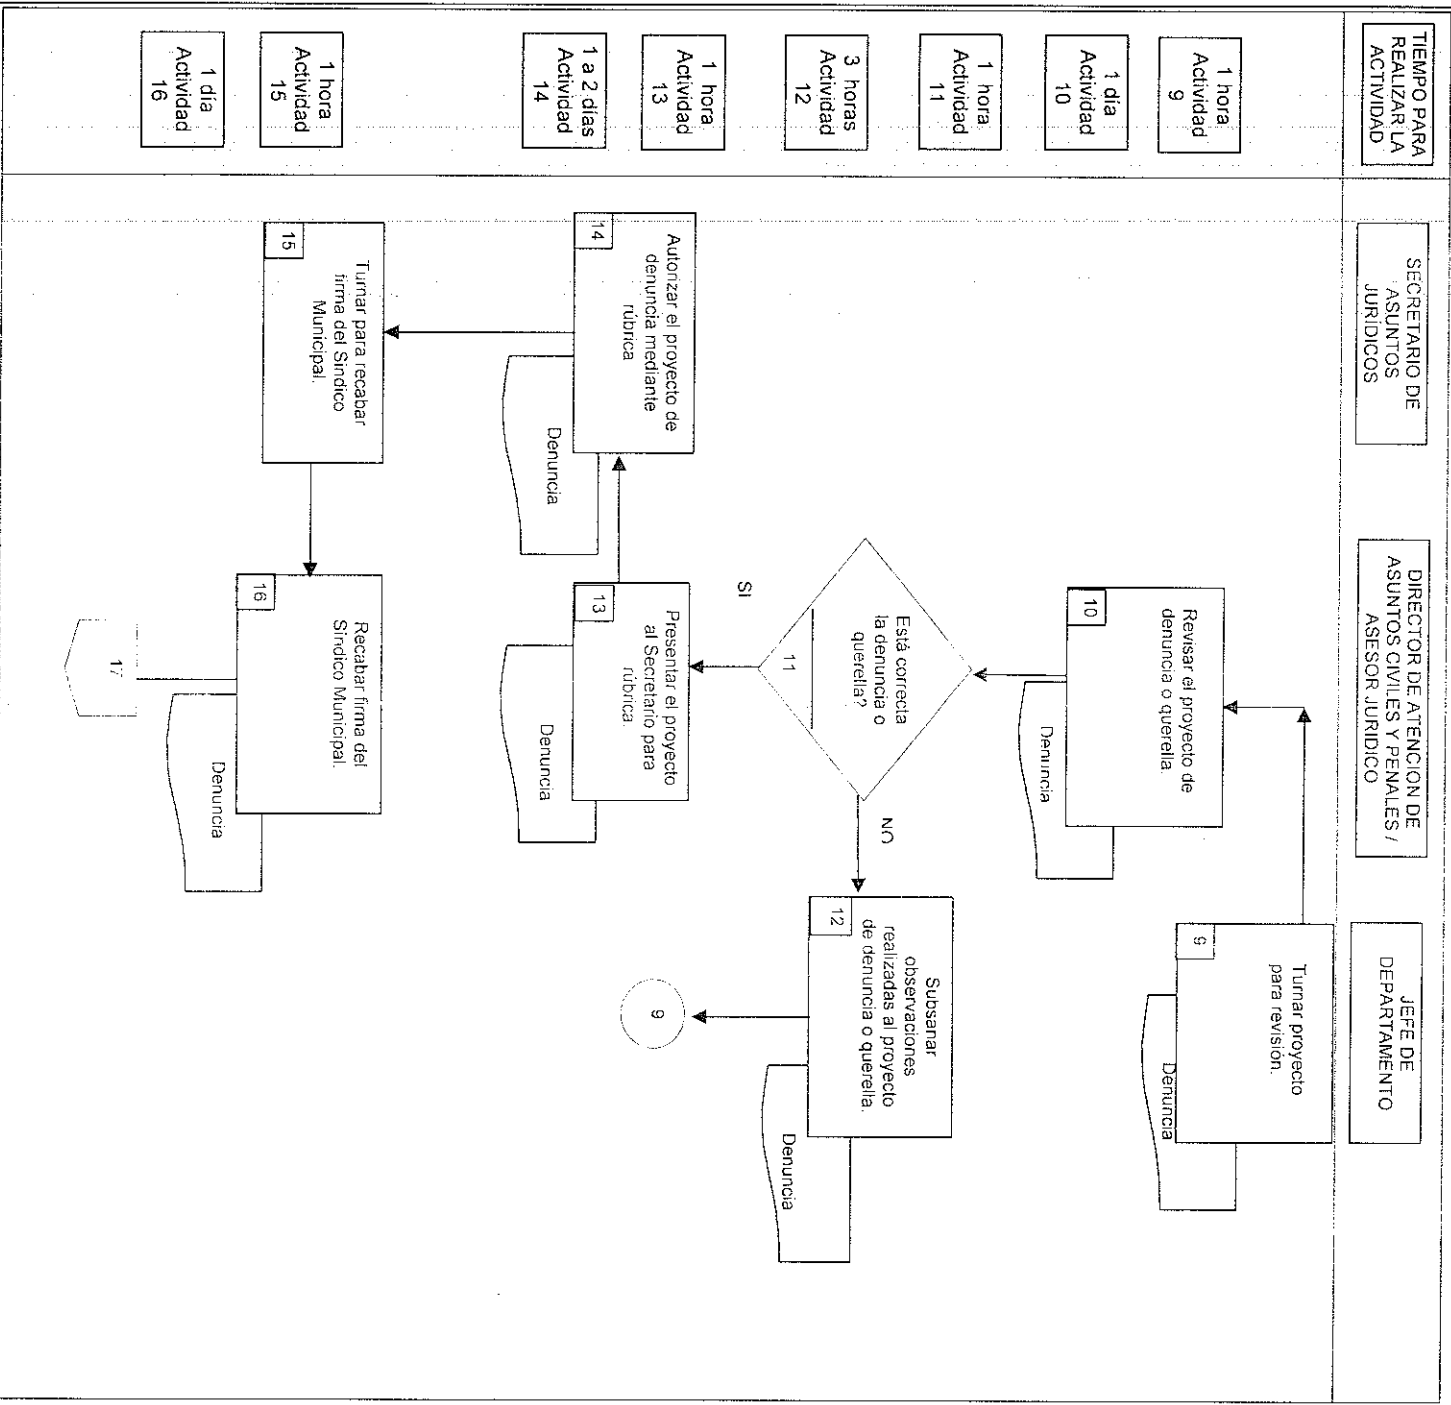 TIEMPO PARA
REALIZAR LA
ACTIVIDAD
SECRETARIO DE
ASUNTOS
JURÍDICOS
DIRECTOR DE ATENCION DE
ASUNTOS CIVILES Y PENALES /
ASESOR JURIDICO
JEFE DE
DEPARTAMENTO
1 hora
Actividad
9
Turnar proyecto
para revisión.
9
Denuncia
1 día
Actividad
10
Revisar el proyecto de
denuncia o querella.
10
Denuncia
1 hora
Actividad
11
Está correcta
la denuncia o
querella?
11
SI
NO
3 horas
Actividad
12
Subsanar
observaciones
realizadas al proyecto
de denuncia o querella.
12
Denuncia
9
1 hora
Actividad
13
Presentar el proyecto
al Secretario para
rúbrica.
13
Denuncia
1 a 2 días
Actividad
14
Autorizar el proyecto de
denuncia mediante
rúbrica
14
Denuncia
1 hora
Actividad
15
Turnar para recabar
firma del Sindico
Municipal.
15
1 día
Actividad
16
Recabar firma del
Sindico Municipal.
16
Denuncia
17